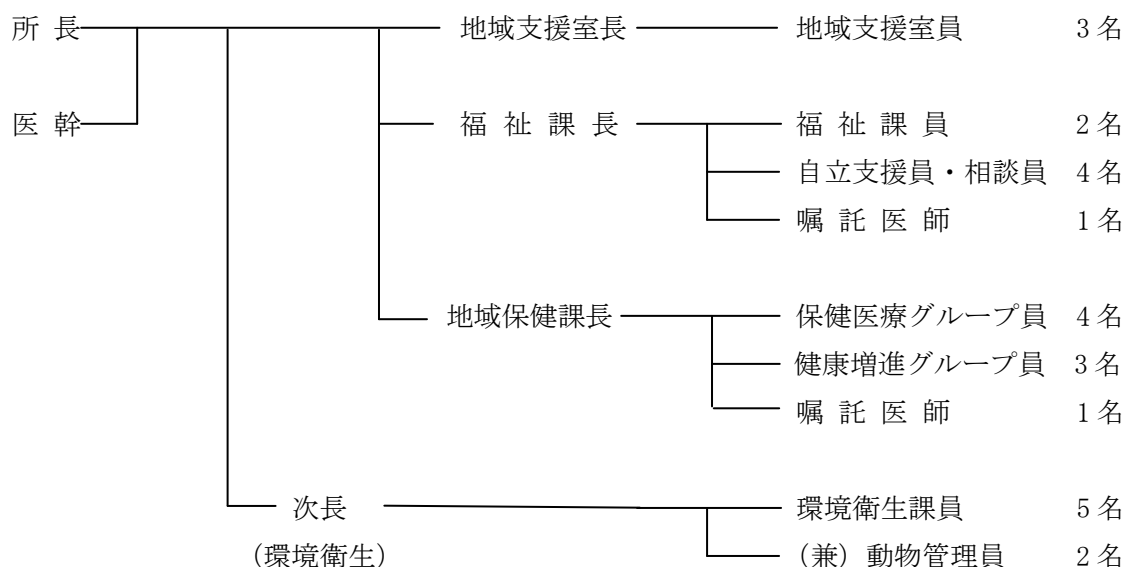 所 長 地域支援室長 地域支援室員 3名
医 幹 福 祉 課 長 福 祉 課 員 2名
自立支援員・相談員 4名
嘱 託 医 師 1名
地域保健課長 保健医療グループ員 4名
健康増進グループ員 3名
嘱 託 医 師 1名
次長 環境衛生課員 5名
(環境衛生) (兼) 動物管理員 2名